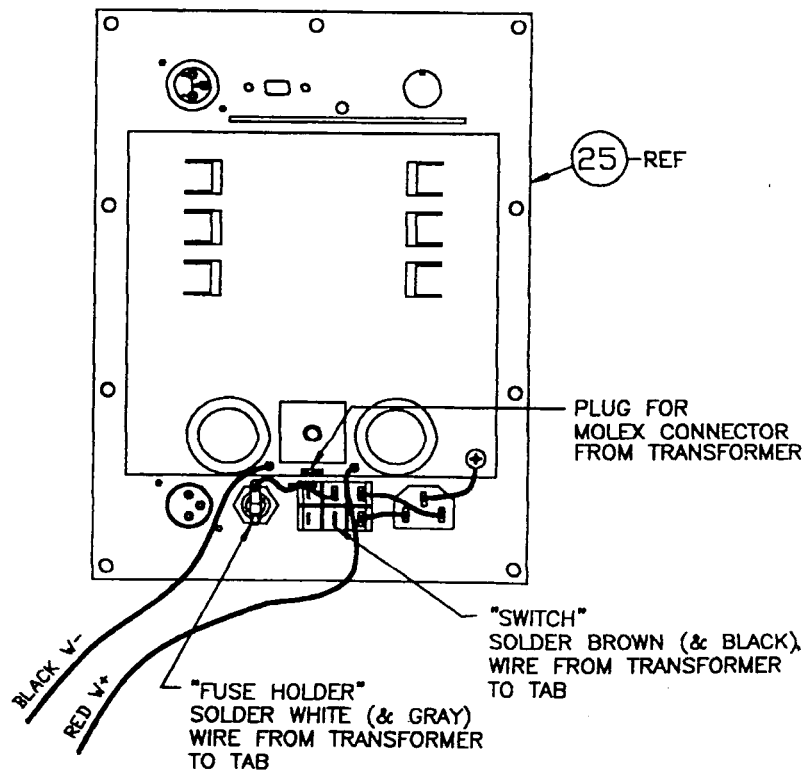 25 -REF
PLUG FOR
MOLEX CONNECTOR
FROM TRANSFORMER
"SWITCH"
SOLDER BROWN (& BLACK),
WIRE FROM TRANSFORMER
TO TAB
BLACK W-
RED W+
"FUSE HOLDER"
SOLDER WHITE (& GRAY)
WIRE FROM TRANSFORMER
TO TAB